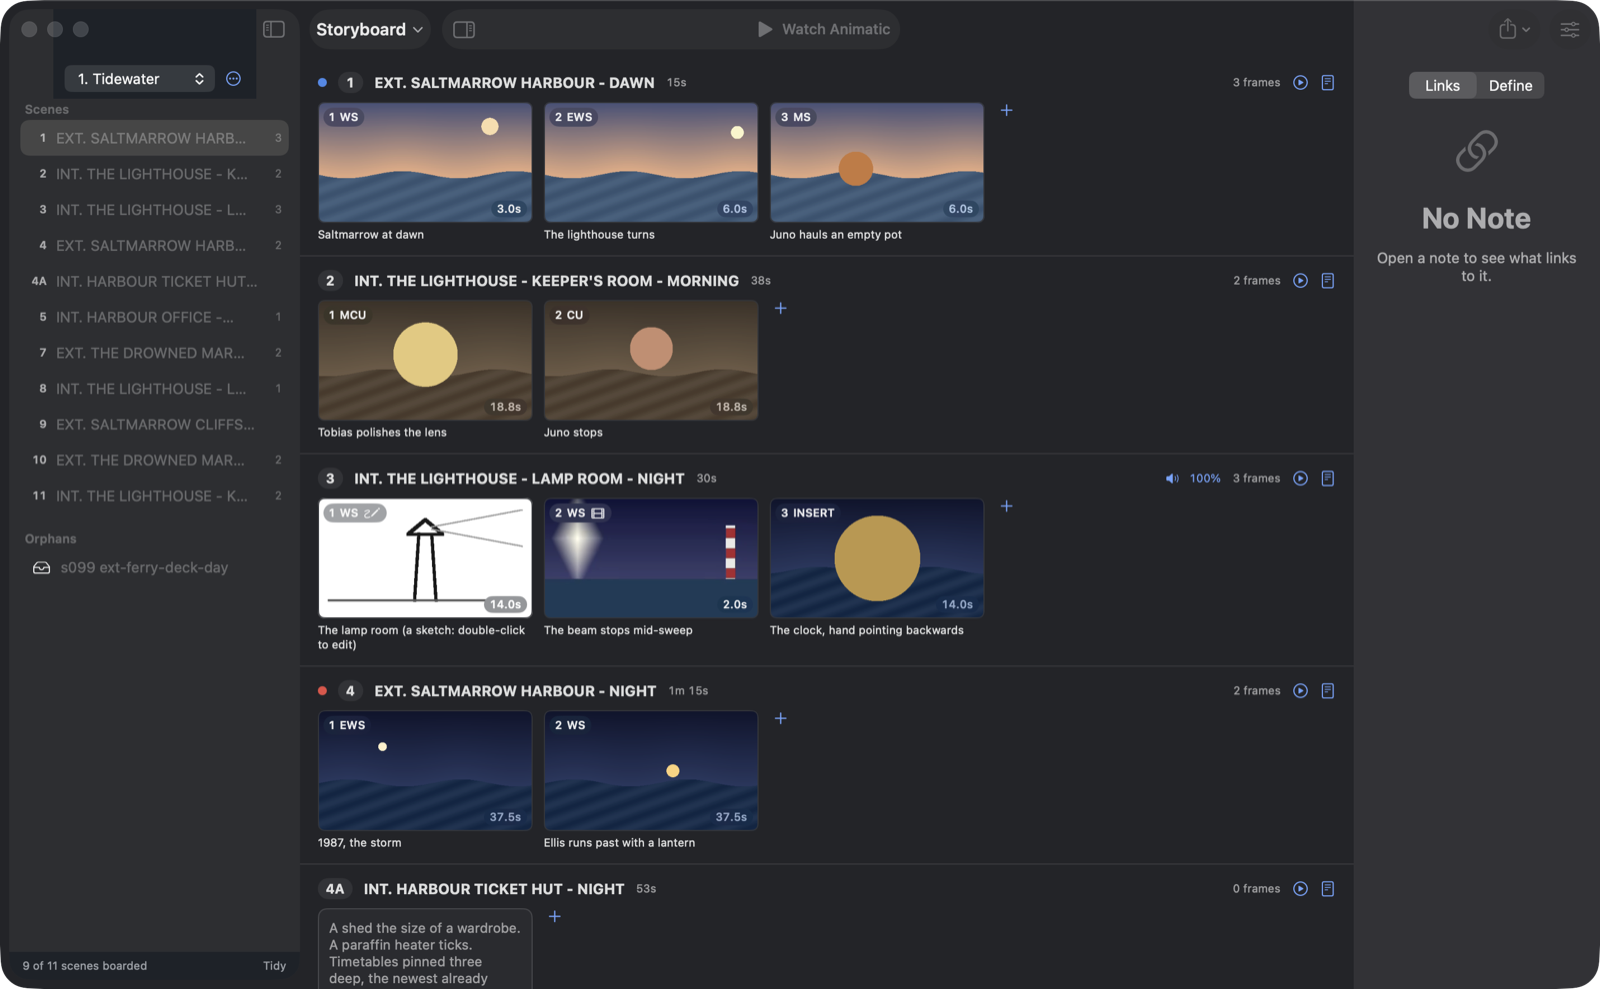 Storyboard
Watch Animatic
1. Tidewater
Scenes
1 EXT. SALTMARROW HARB... 3
2 INT. THE LIGHTHOUSE - K... 2
3 INT. THE LIGHTHOUSE - L... 3
4 EXT. SALTMARROW HARB... 2
4A INT. HARBOUR TICKET HUT...
5 INT. HARBOUR OFFICE -... 1
7 EXT. THE DROWNED MAR... 2
8 INT. THE LIGHTHOUSE - L... 1
9 EXT. SALTMARROW CLIFFS...
10 EXT. THE DROWNED MAR... 2
11 INT. THE LIGHTHOUSE - K... 2
Orphans
s099 ext-ferry-deck-day
9 of 11 scenes boarded Tidy
1 EXT. SALTMARROW HARBOUR - DAWN 15s 3 frames
1 WS 2 EWS 3 MS
3.0s 6.0s 6.0s
Saltmarrow at dawn The lighthouse turns Juno hauls an empty pot
2 INT. THE LIGHTHOUSE - KEEPER'S ROOM - MORNING 38s 2 frames
1 MCU 2 CU
18.8s 18.8s
Tobias polishes the lens Juno stops
3 INT. THE LIGHTHOUSE - LAMP ROOM - NIGHT 30s 100% 3 frames
1 WS 2 WS 3 INSERT
14.0s 2.0s 14.0s
The lamp room (a sketch: double-click The beam stops mid-sweep The clock, hand pointing backwards
to edit)
4 EXT. SALTMARROW HARBOUR - NIGHT 1m 15s 2 frames
1 EWS 2 WS
37.5s 37.5s
1987, the storm Ellis runs past with a lantern
4A INT. HARBOUR TICKET HUT - NIGHT 53s 0 frames
A shed the size of a wardrobe.
A paraffin heater ticks.
Timetables pinned three
deep, the newest already
Links Define
No Note
Open a note to see what links
to it.